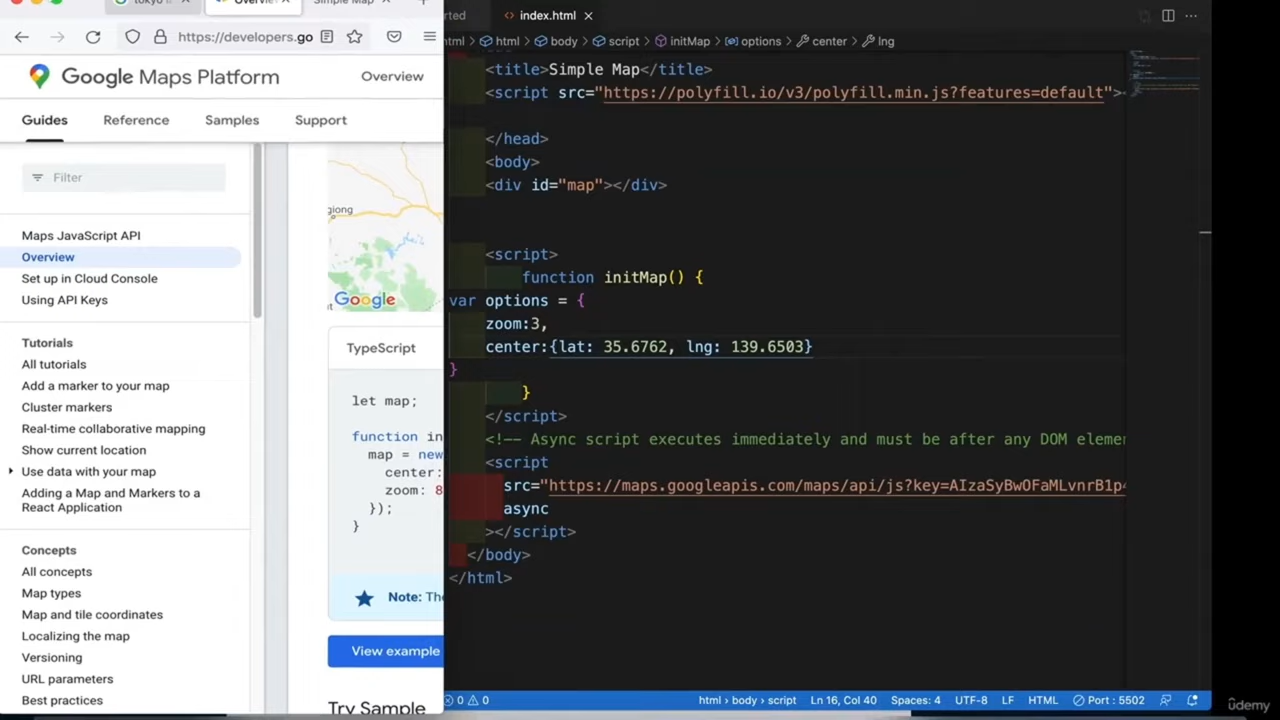 Overview
Simple Map
https://developers.go
Google Maps Platform
Overview
Guides
Reference
Samples
Support
Filter
Maps JavaScript API
Overview
Set up in Cloud Console
Using API Keys
Tutorials
All tutorials
Add a marker to your map
Cluster markers
Real-time collaborative mapping
Show current location
Use data with your map
Adding a Map and Markers to a
React Application
Concepts
All concepts
Map types
Map and tile coordinates
Localizing the map
Versioning
URL parameters
Best practices
giong
Google
TypeScript
let map;
function in
map = new
center:
zoom: 8
});
}
Note: The
View example
Try Sample
rted
<> index.html ×
tml > html > body > script > initMap > options > center > lng
<title>Simple Map</title>
<script src="https://polyfill.io/v3/polyfill.min.js?features=default"><
</head>
<body>
<div id="map"></div>
<script>
function initMap() {
var options = {
zoom:3,
center:{lat: 35.6762, lng: 139.6503}
}
}
</script>
<!-- Async script executes immediately and must be after any DOM elemen
<script
src="https://maps.googleapis.com/maps/api/js?key=AIzaSyBwOFaMLvnrB1p4
async
></script>
</body>
</html>
0 0
html > body > script
Ln 16, Col 40
Spaces: 4
UTF-8
LF
HTML
Port : 5502
udemy